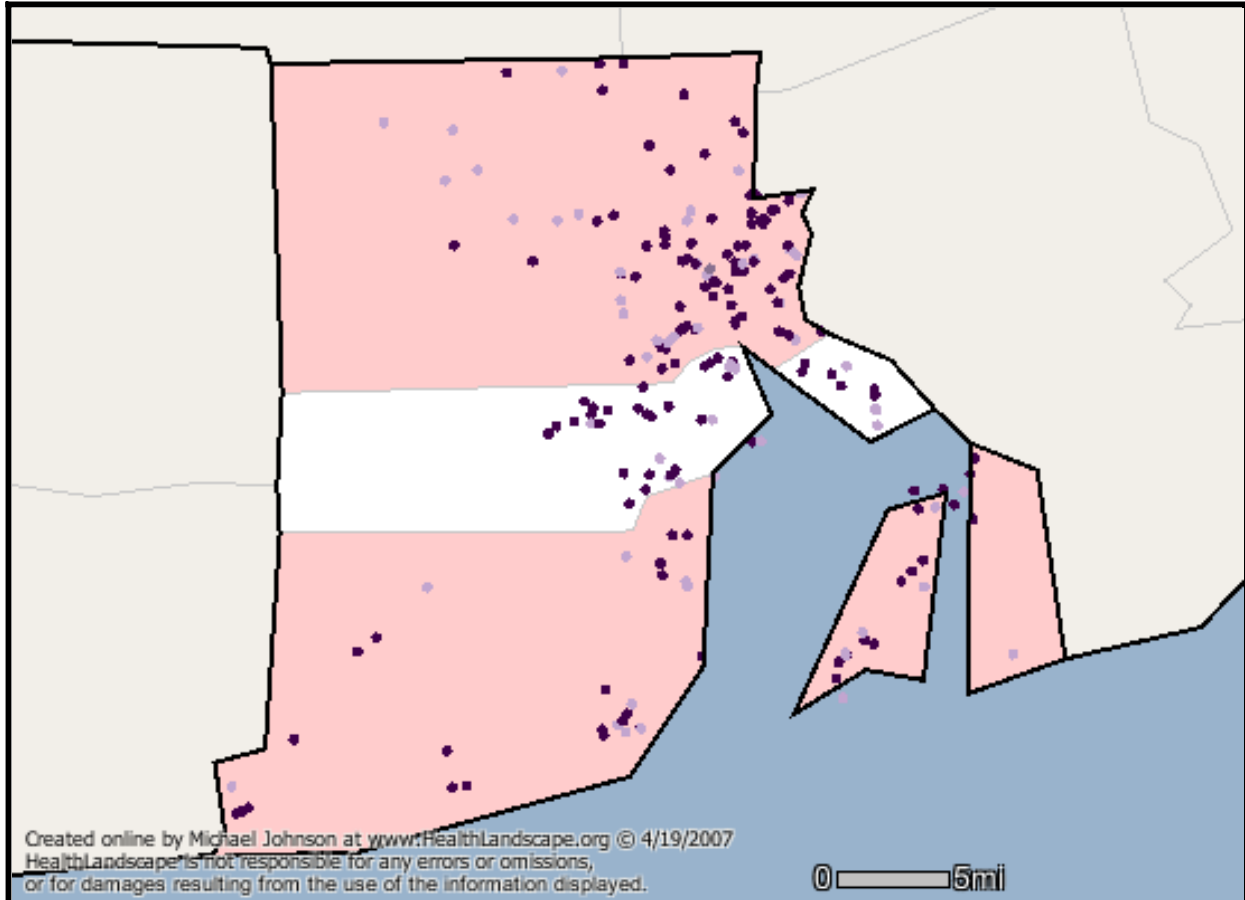 Created online by Michael Johnson at www.HealthLandscape.org © 4/19/2007
HealthLandscape is not responsible for any errors or omissions,
or for damages resulting from the use of the information displayed.
0 5mi